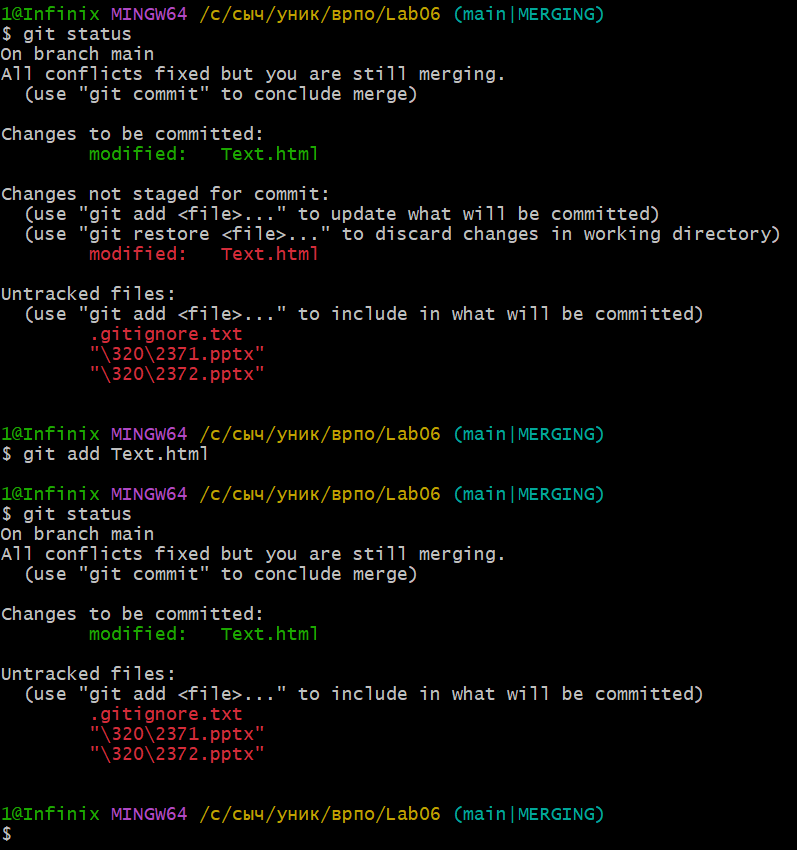 1@Infinix MINGW64 /c/сыч/уник/врпо/Lab06 (main|MERGING)
$ git status
On branch main
All conflicts fixed but you are still merging.
  (use "git commit" to conclude merge)

Changes to be committed:
        modified:   Text.html

Changes not staged for commit:
  (use "git add <file>..." to update what will be committed)
  (use "git restore <file>..." to discard changes in working directory)
        modified:   Text.html

Untracked files:
  (use "git add <file>..." to include in what will be committed)
        .gitignore.txt
        "\320\2371.pptx"
        "\320\2372.pptx"

1@Infinix MINGW64 /c/сыч/уник/врпо/Lab06 (main|MERGING)
$ git add Text.html

1@Infinix MINGW64 /c/сыч/уник/врпо/Lab06 (main|MERGING)
$ git status
On branch main
All conflicts fixed but you are still merging.
  (use "git commit" to conclude merge)

Changes to be committed:
        modified:   Text.html

Untracked files:
  (use "git add <file>..." to include in what will be committed)
        .gitignore.txt
        "\320\2371.pptx"
        "\320\2372.pptx"

1@Infinix MINGW64 /c/сыч/уник/врпо/Lab06 (main|MERGING)
$